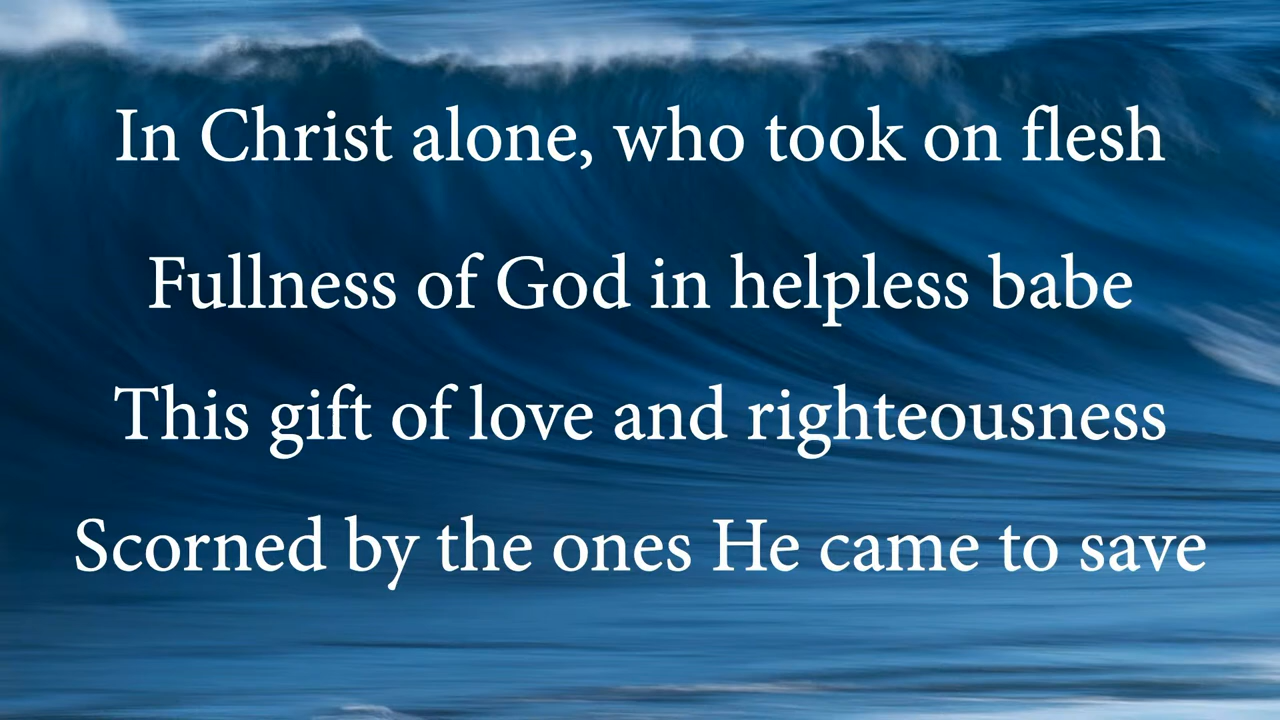 In Christ alone, who took on flesh
Fullness of God in helpless babe
This gift of love and righteousness
Scorned by the ones He came to save